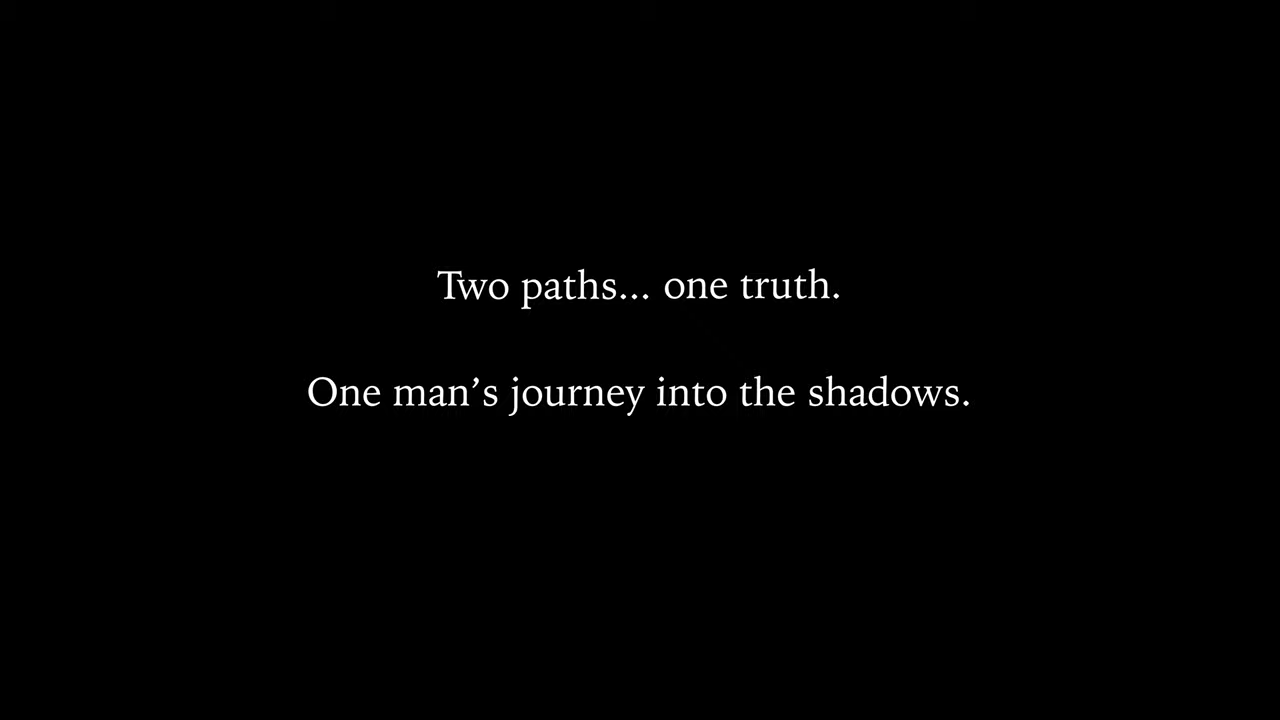 Two paths... one truth.
One man’s journey into the shadows.